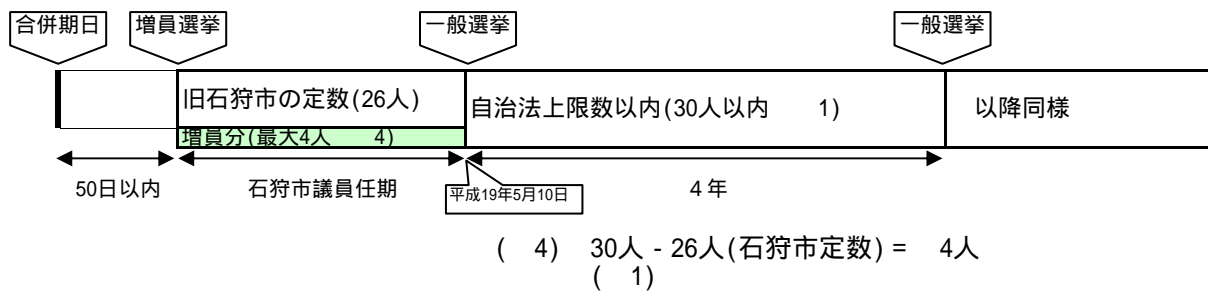 合併期日 増員選挙 一般選挙 一般選挙
旧石狩市の定数(26人)
自治法上限数以内(30人以内 1) 以降同様
増員分(最大4人 4)
50日以内 石狩市議員任期 平成19年5月10日 4年
( 4) 30人 - 26人(石狩市定数) = 4人
( 1)